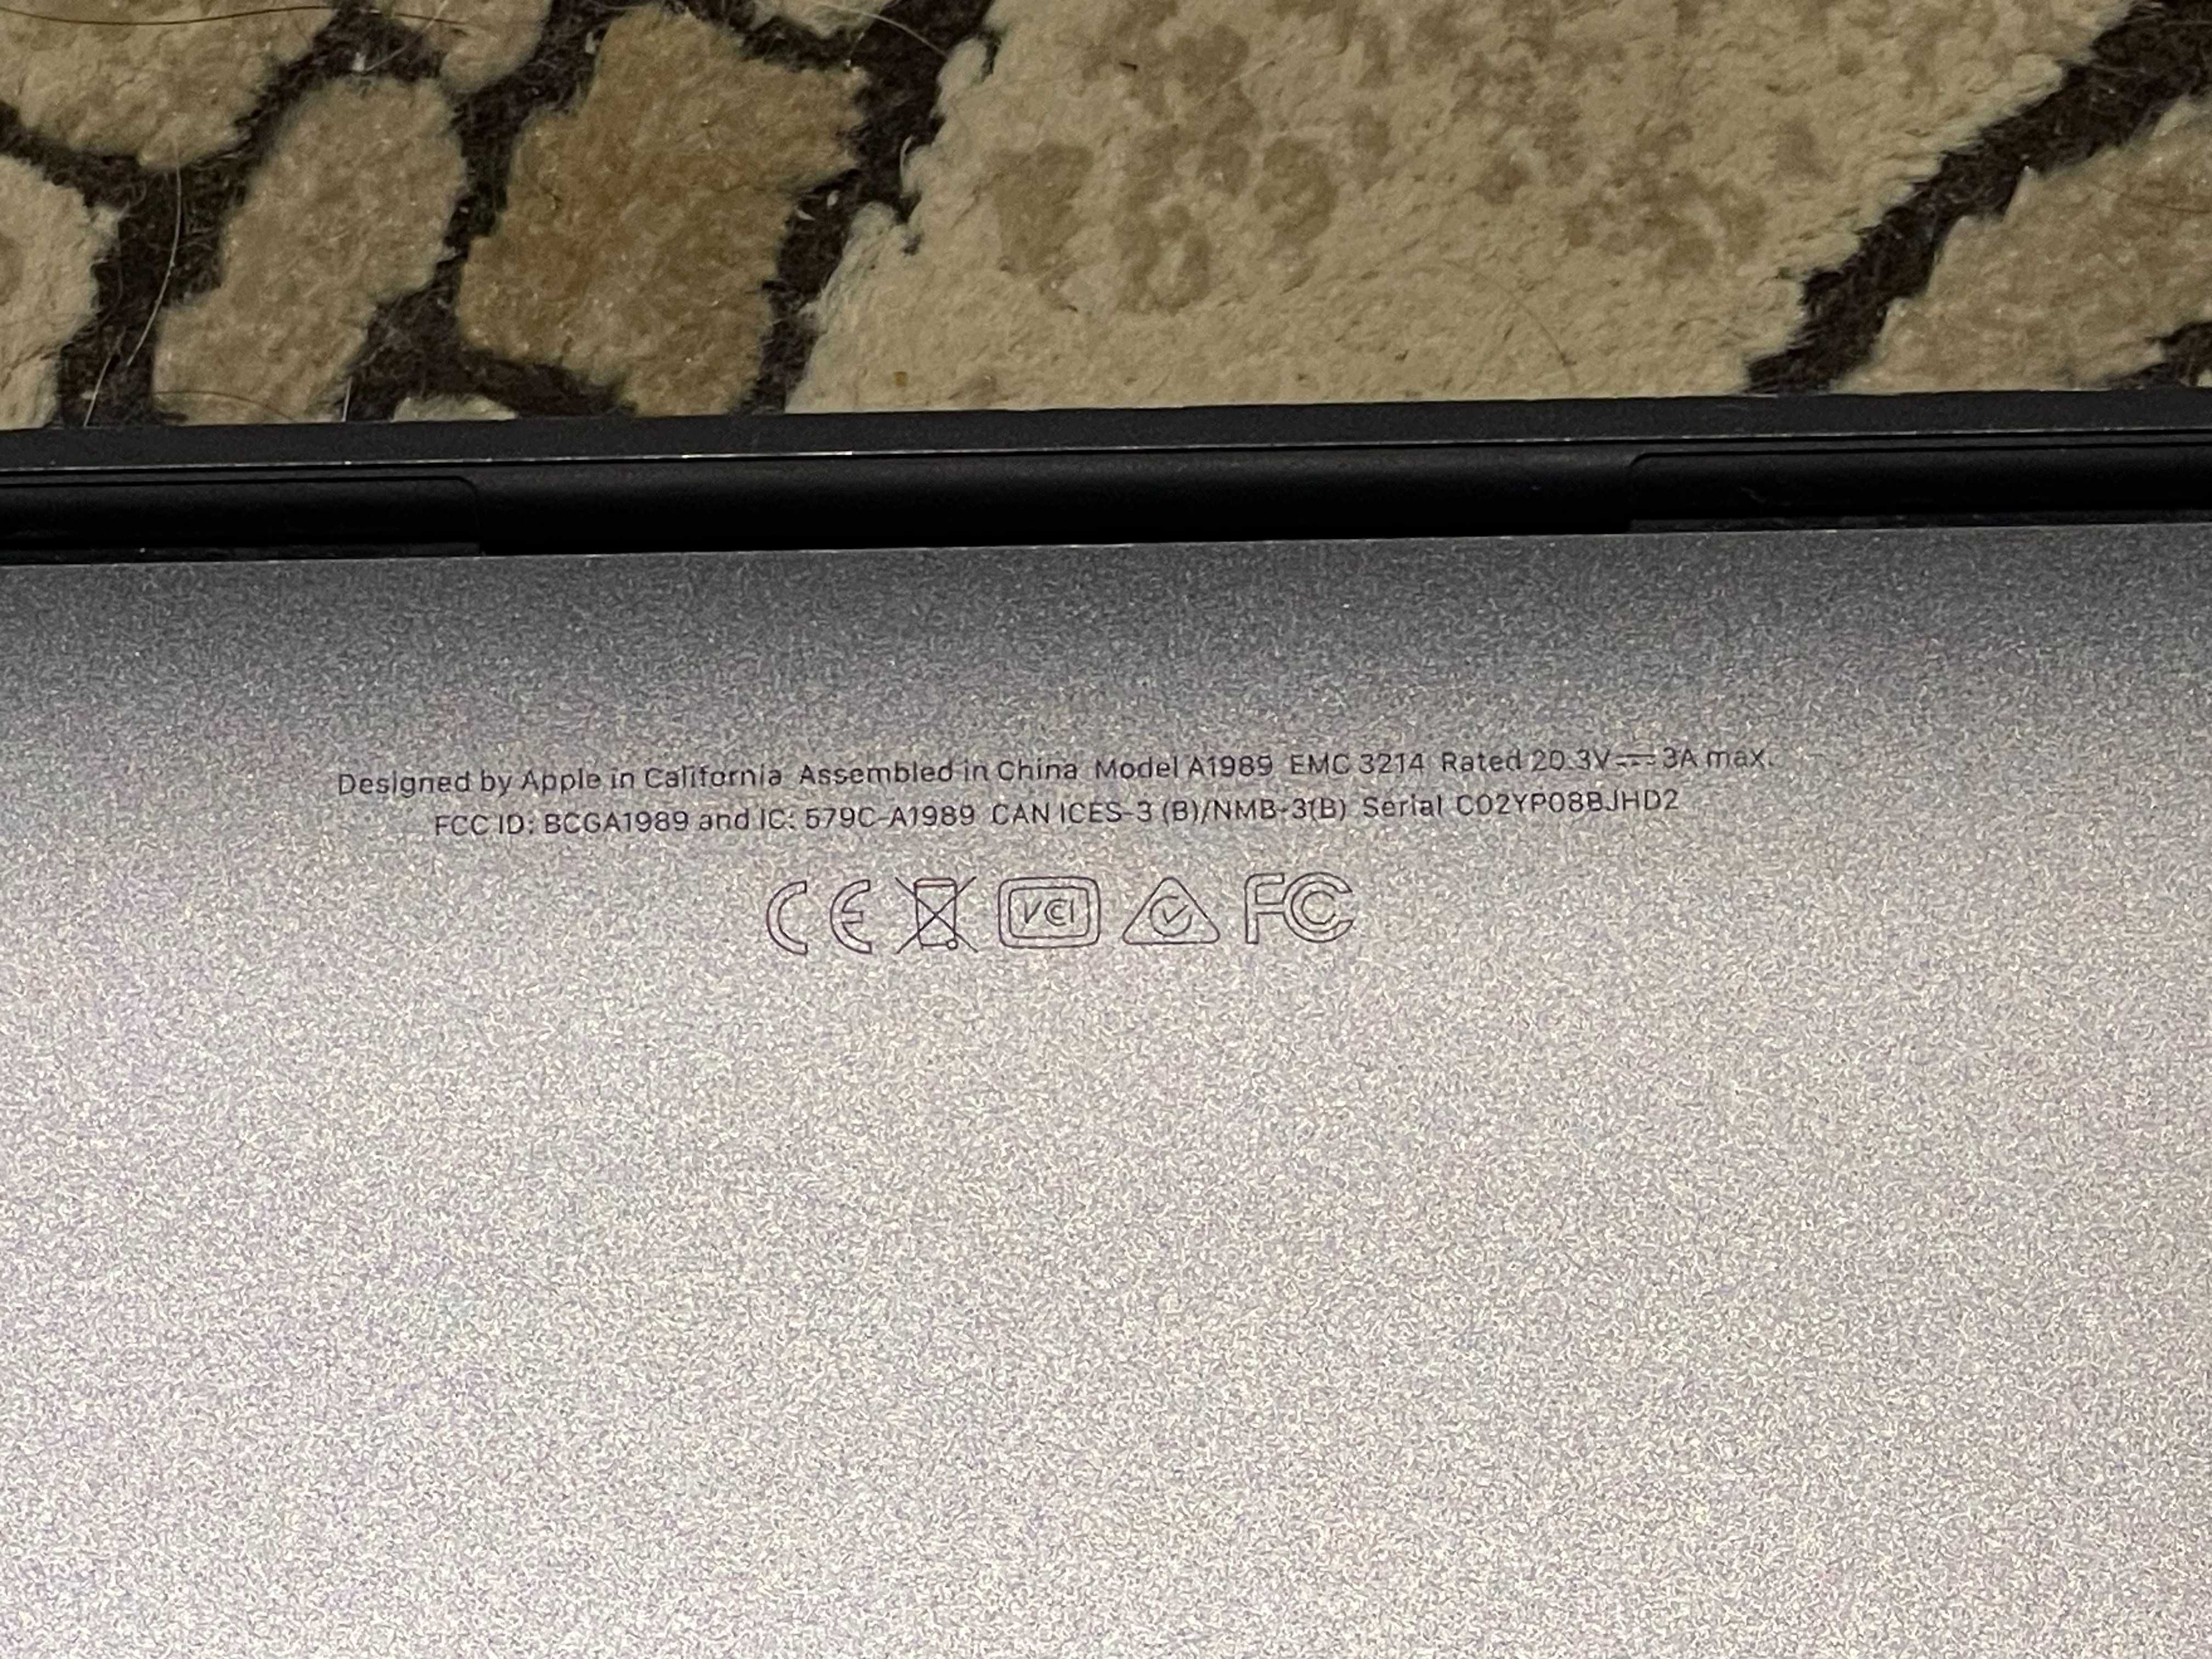 Designed by Apple in California Assembled in China Model A1989 EMC 3214 Rated 20.3V⎓3A max.
FCC ID: BCGA1989 and IC: 579C-A1989 CAN ICES-3 (B)/NMB-3(B) Serial C02YP08BJHD2
CE VCI FC